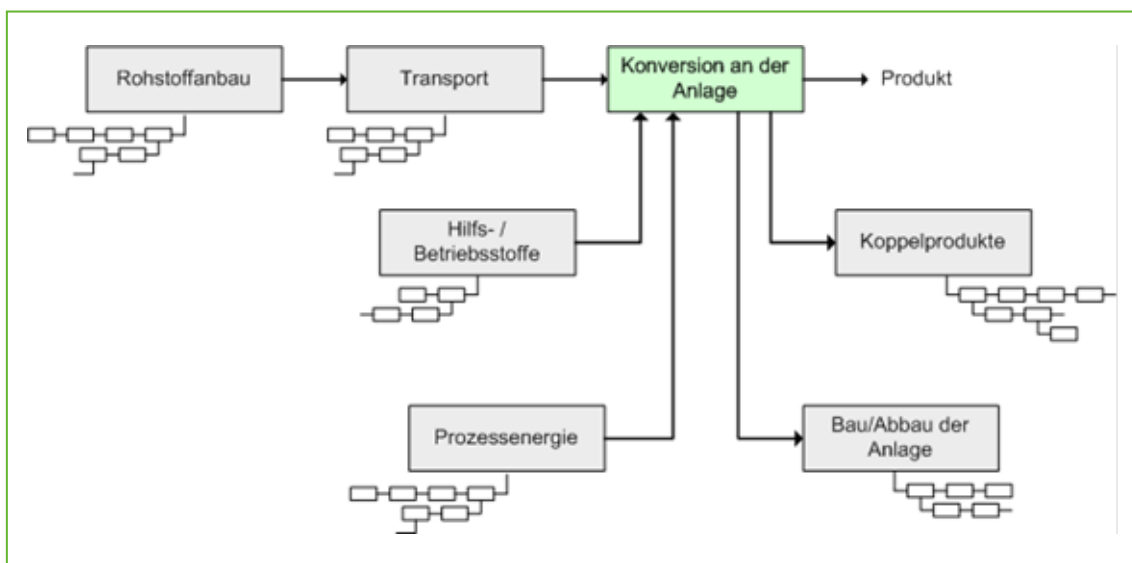 Rohstoffanbau
Transport
Konversion an der
Anlage
Produkt
Hilfs- /
Betriebsstoffe
Koppelprodukte
Prozessenergie
Bau/Abbau der
Anlage